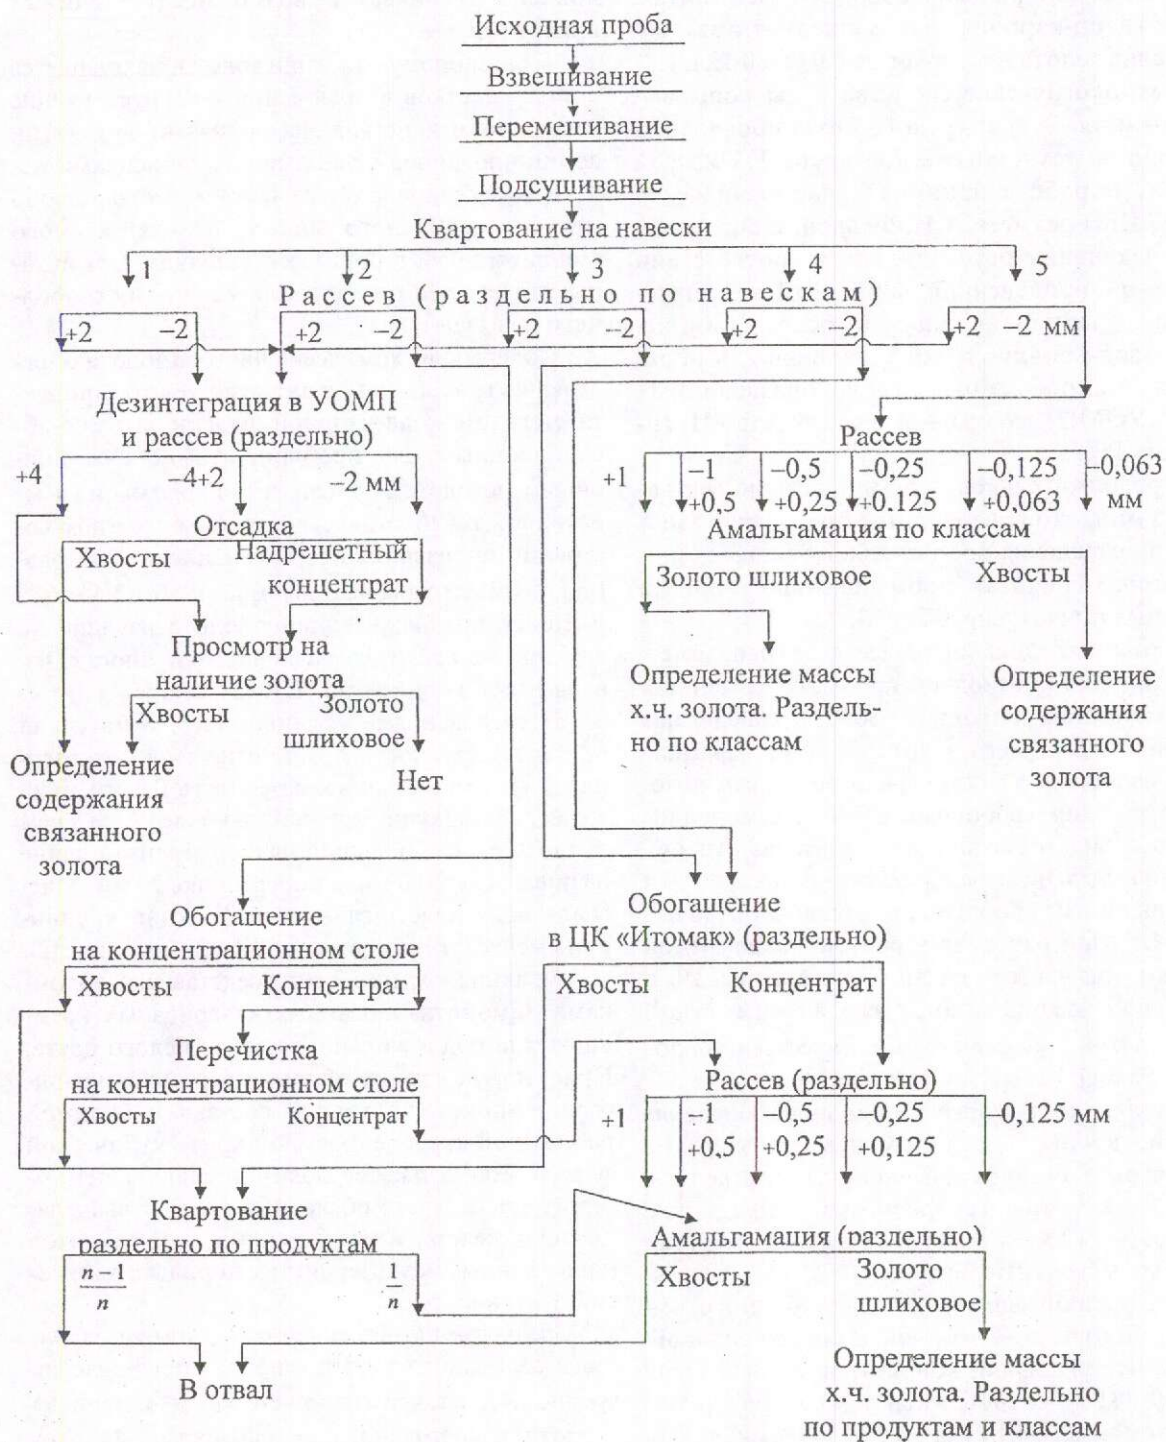 Исходная проба
Взвешивание
Перемешивание
Подсушивание
Квартование на навески
1 2 3 4 5
Рассев (раздельно по навескам)
+2 –2 +2 –2 +2 –2 +2 –2 +2 –2 мм
Дезинтеграция в УОМП
и рассев (раздельно)
+4 –4+2 –2 мм
Отсадка
Хвосты Надрешетный
концентрат
Просмотр на
наличие золота
Хвосты Золото
шлиховое
Нет
Определение
содержания
связанного
золота
Рассев
+1 –1 –0,5 –0,25 –0,125 –0,063
+0,5 +0,25 +0.125 +0,063 мм
Амальгамация по классам
Золото шлиховое Хвосты
Определение массы
х.ч. золота. Раздель-
но по классам
Определение
содержания
связанного
золота
Обогащение
на концентрационном столе
Хвосты Концентрат
Перечистка
на концентрационном столе
Хвосты Концентрат
Обогащение
в ЦК «Итомак» (раздельно)
Хвосты Концентрат
Рассев (раздельно)
+1 –1 –0,5 –0,25 –0,125 мм
+0,5 +0,25 +0,125
Квартование
раздельно по продуктам
n – 1
n
1
n
В отвал
Амальгамация (раздельно)
Хвосты Золото
шлиховое
Определение массы
х.ч. золота. Раздельно
по продуктам и классам